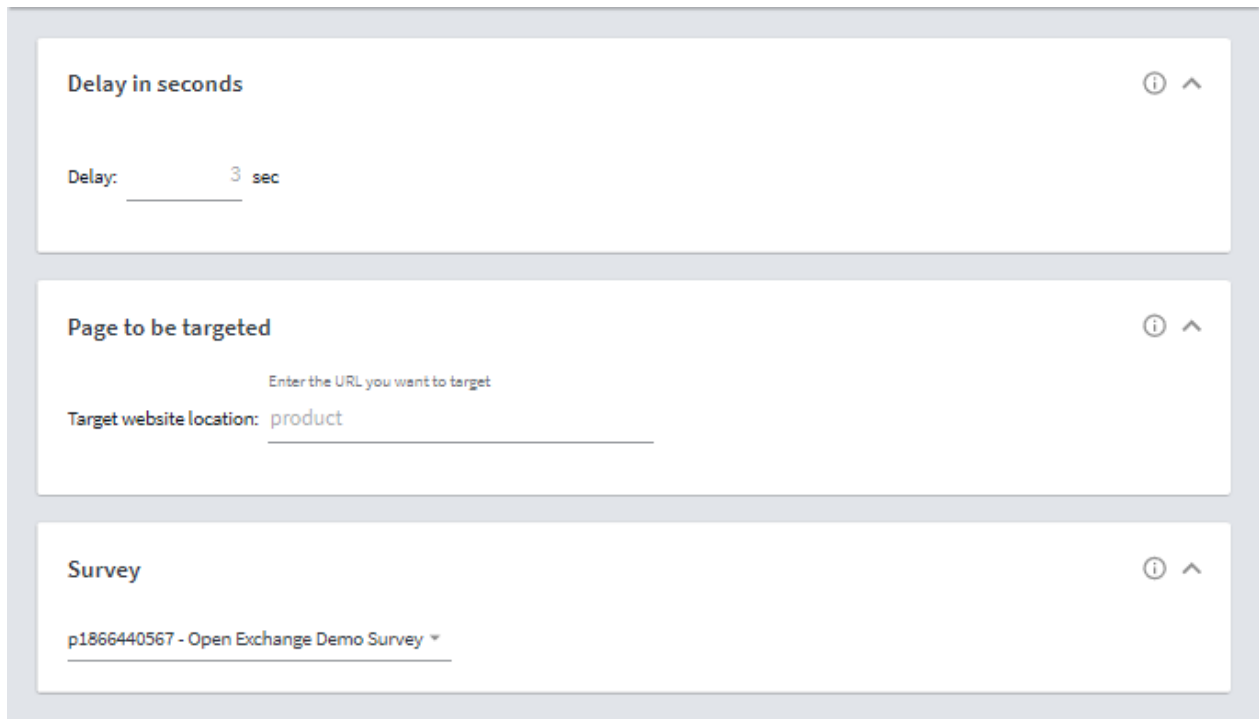 Delay in seconds
Delay: 3 sec
Page to be targeted
Enter the URL you want to target
Target website location: product
Survey
p1866440567 - Open Exchange Demo Survey